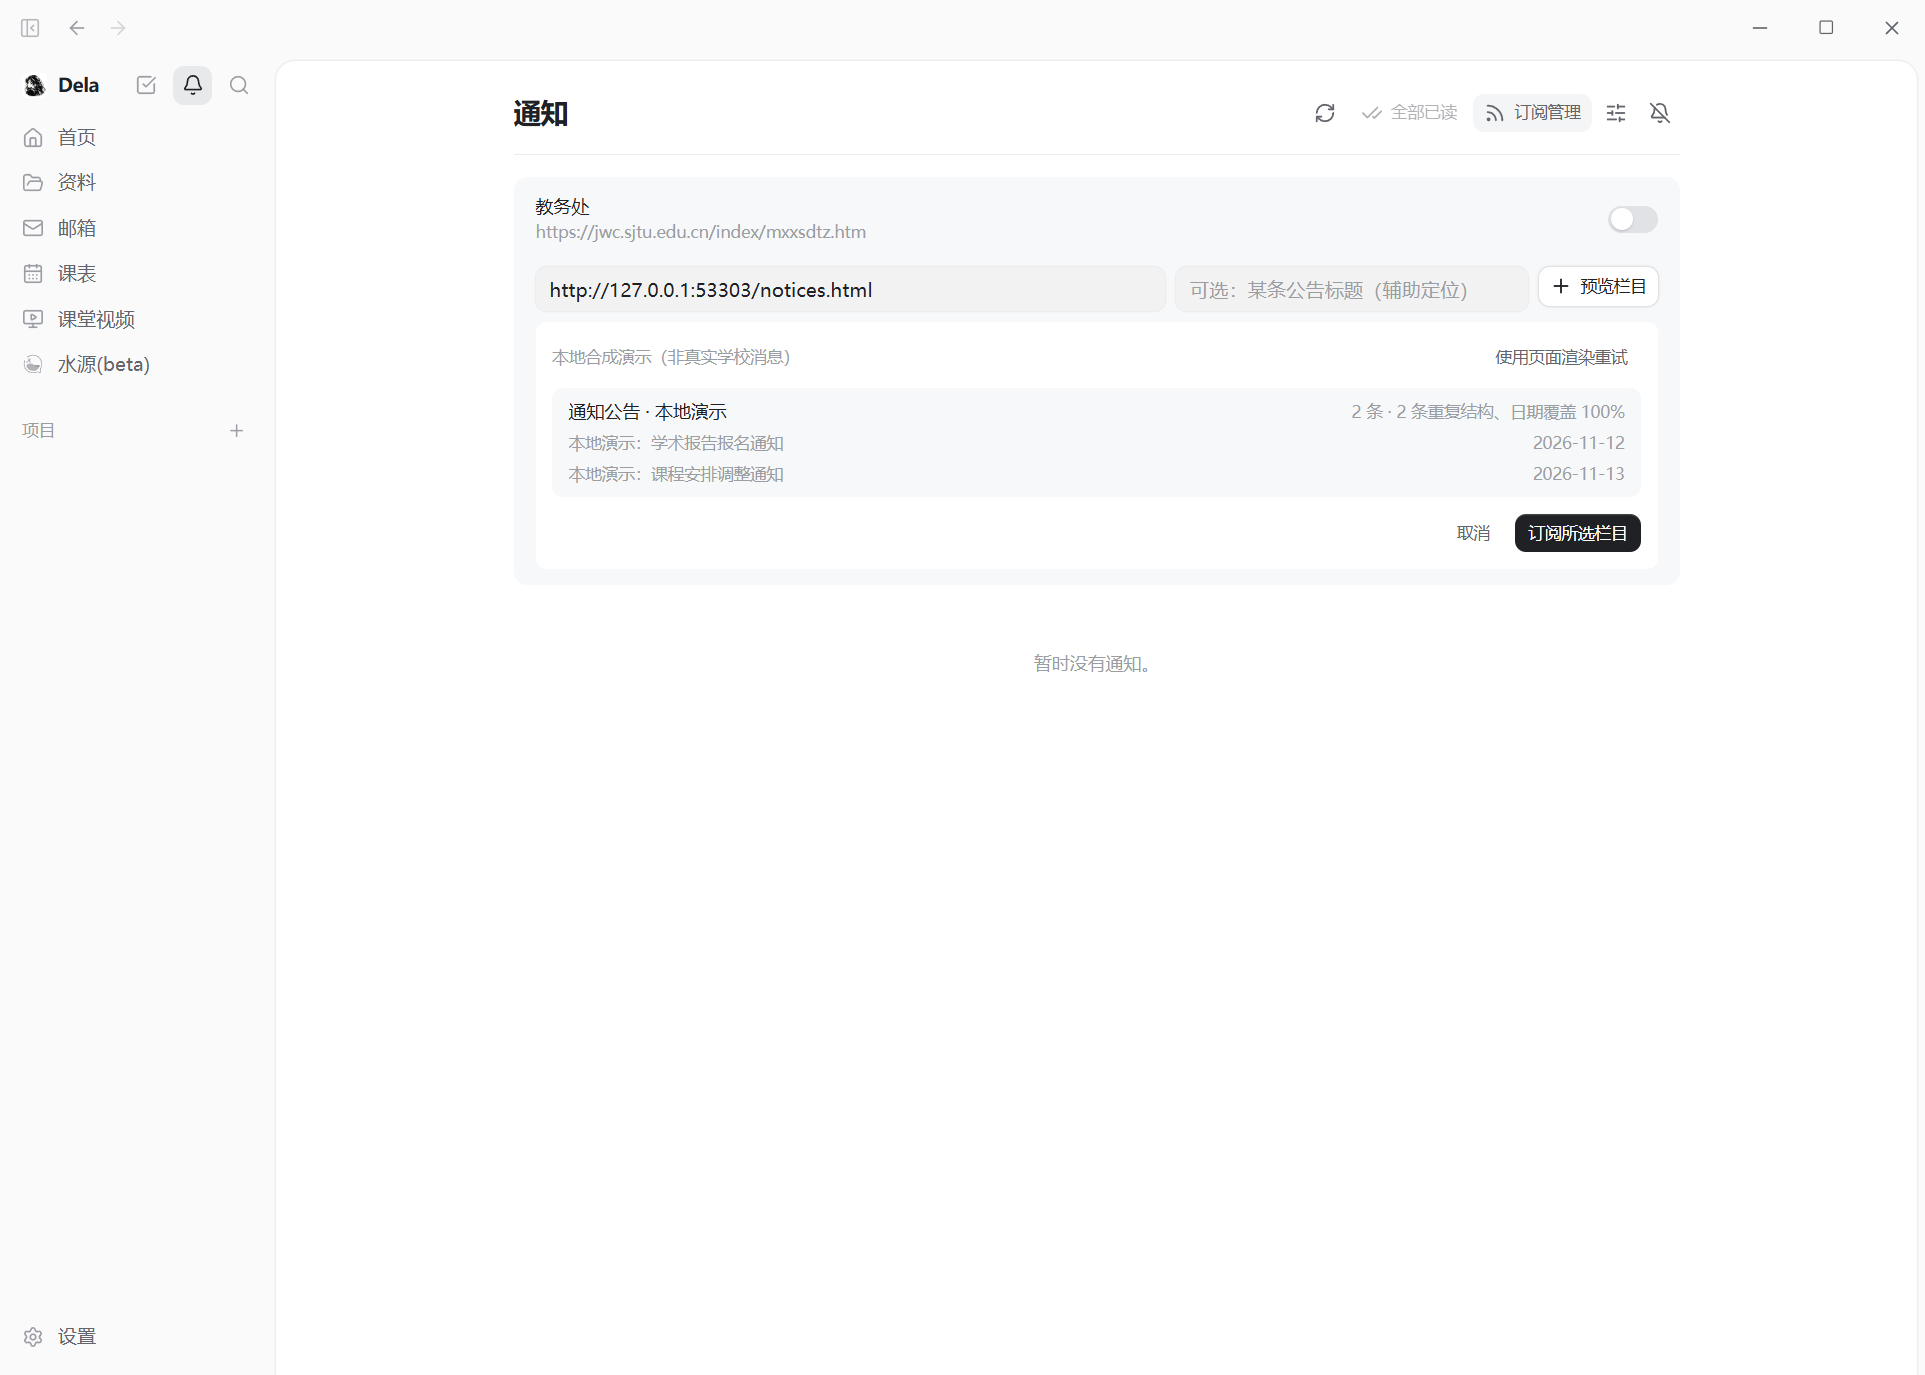 Dela
首页
资料
邮箱
课表
课堂视频
水源(beta)
项目
设置
通知
全部已读
订阅管理
教务处
https://jwc.sjtu.edu.cn/index/mxxsdtz.htm
http://127.0.0.1:53303/notices.html
可选：某条公告标题（辅助定位）
预览栏目
本地合成演示（非真实学校消息）
使用页面渲染重试
通知公告 · 本地演示
2 条 · 2 条重复结构、日期覆盖 100%
本地演示：学术报告报名通知
2026-11-12
本地演示：课程安排调整通知
2026-11-13
取消
订阅所选栏目
暂时没有通知。